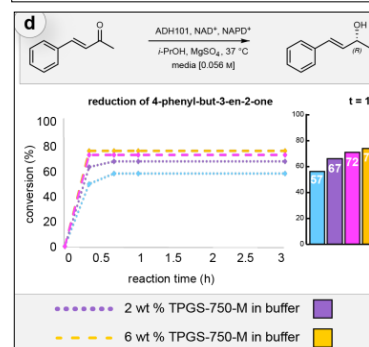 d
O
ADH101, NAD⁺, NAPD⁺
i-PrOH, MgSO₄, 37 °C
media [0.056 M]
OH
(R)
reduction of 4-phenyl-but-3-en-2-one
t = 1
100
80
60
40
20
0
conversion (%)
0 0.5 1 1.5 2 2.5 3
reaction time (h)
100
80
60
40
20
0
57 67 72 7
2 wt % TPGS-750-M in buffer
6 wt % TPGS-750-M in buffer